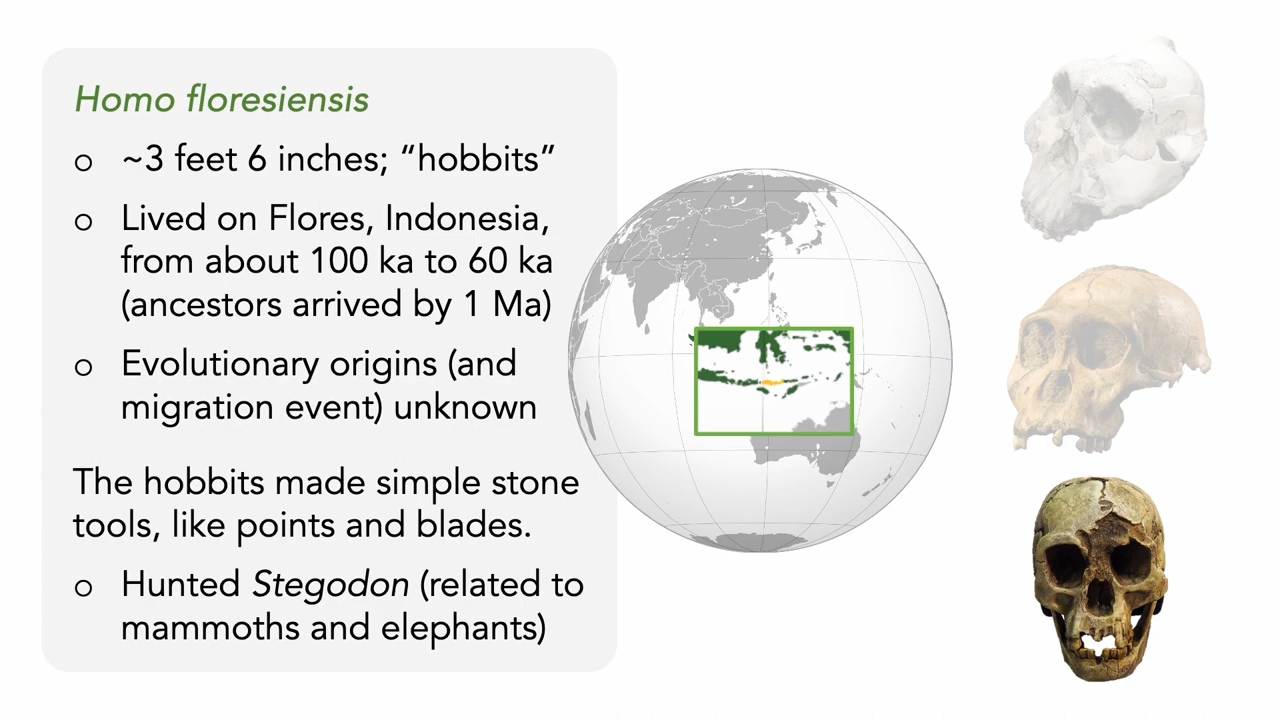 Homo floresiensis
o ~3 feet 6 inches; “hobbits”
o Lived on Flores, Indonesia,
from about 100 ka to 60 ka
(ancestors arrived by 1 Ma)
o Evolutionary origins (and
migration event) unknown
The hobbits made simple stone
tools, like points and blades.
o Hunted Stegodon (related to
mammoths and elephants)